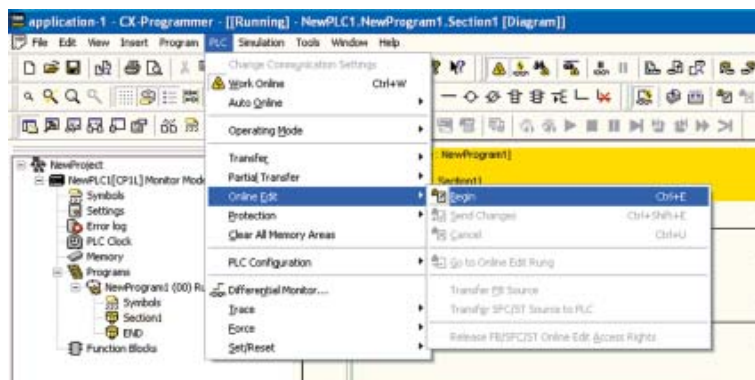 application-1 - CX-Programmer - [[Running] - NewPLC1.NewProgram1.Section1 [Diagram]]
File Edit View Insert Program PLC Simulation Tools Window Help
Change Communication Settings
Work Online Ctrl+W
Auto Online
Operating Mode
Transfer
Partial Transfer
Online Edit
Protection
Clear All Memory Areas
PLC Configuration
Differential Monitor...
Trace
Force
Set/Reset
Begin Ctrl+E
Send Changes Ctrl+Shift+E
Cancel Ctrl+U
Go to Online Edit Rung
Transfer FB Source
Transfer SFC/ST Source to PLC
Release FB/SFC/ST Online Edit Access Rights
NewProject
NewPLC1[CP1L] Monitor Mode
Symbols
Settings
Error log
PLC Clock
Memory
Programs
NewProgram1 (00) Ru
Symbols
Section1
END
Function Blocks
: NewProgram1]
Section1